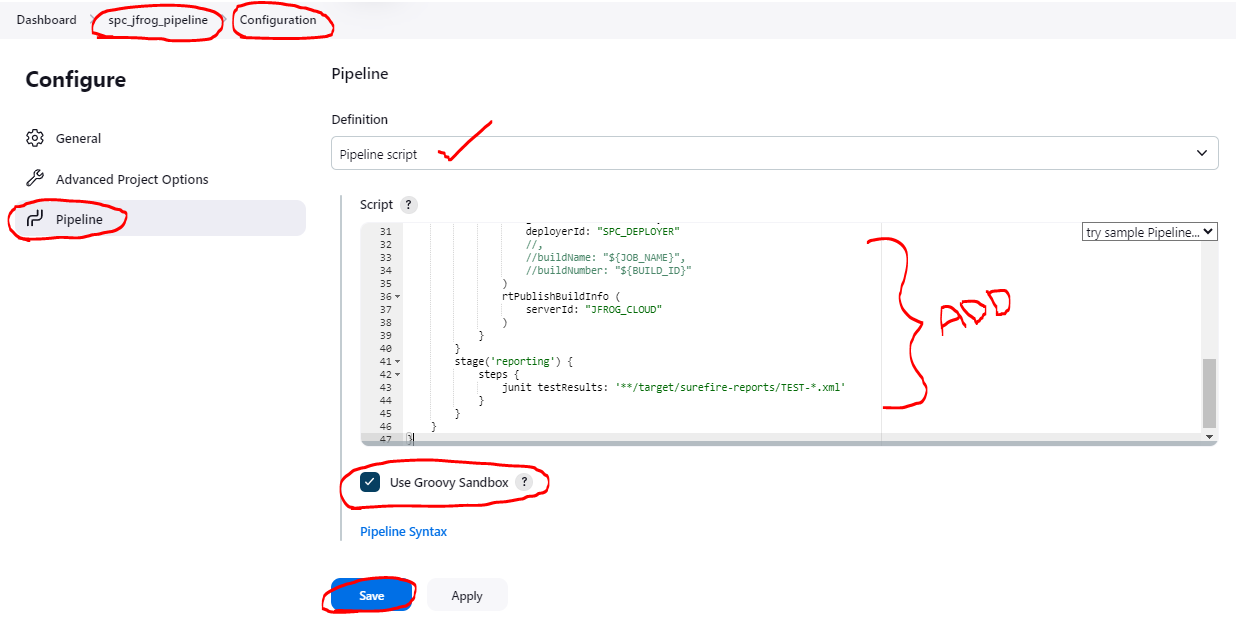 Dashboard > spc_jfrog_pipeline > Configuration
Configure
General
Advanced Project Options
Pipeline
Pipeline
Definition
Pipeline script
Script ?
try sample Pipeline...
31 deployerId: "SPC_DEPLOYER"
32 //,
33 //buildName: "${JOB_NAME}",
34 //buildNumber: "${BUILD_ID}"
35 )
36 rtPublishBuildInfo (
37 serverId: "JFROG_CLOUD"
38 )
39 }
40 }
41 stage('reporting') {
42 steps {
43 junit testResults: '**/target/surefire-reports/TEST-*.xml'
44 }
45 }
46 }
47 }
ADD
Use Groovy Sandbox ?
Pipeline Syntax
Save Apply